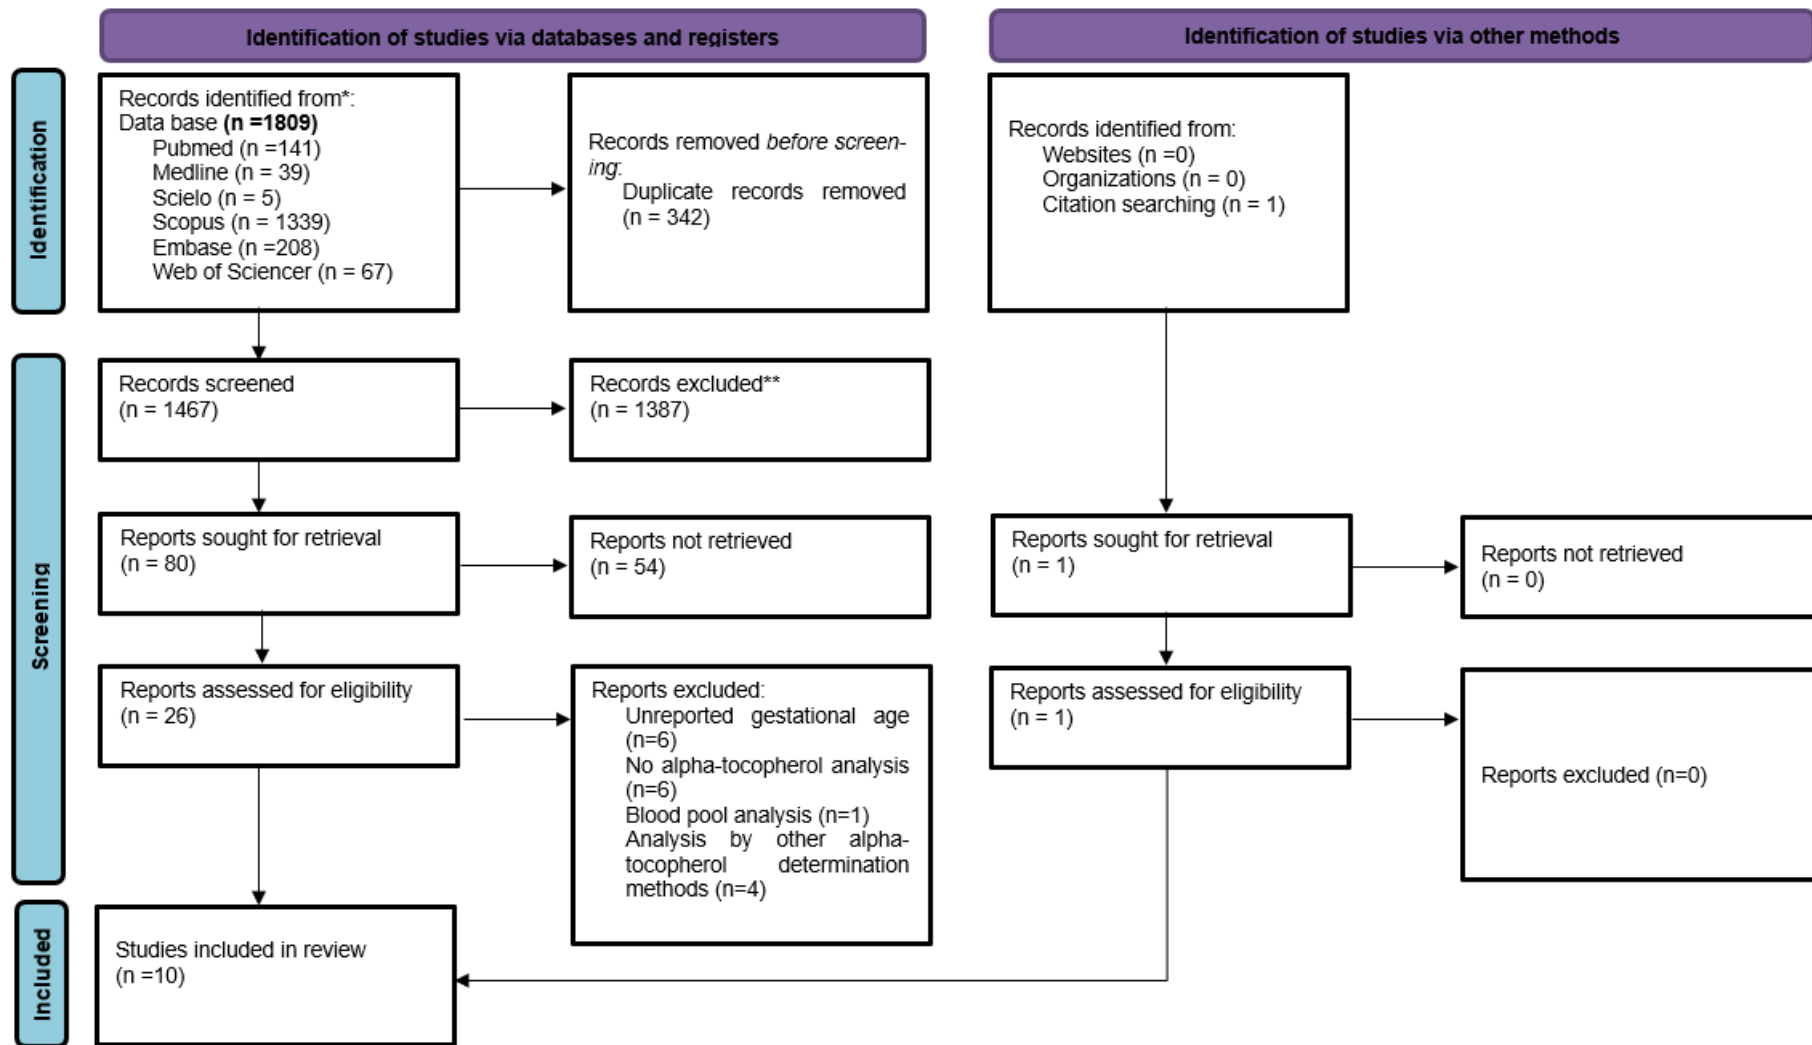 Identification of studies via databases and registers
Identification of studies via other methods
Identification
Records identified from*:
Data base (n =1809)
Pubmed (n =141)
Medline (n = 39)
Scielo (n = 5)
Scopus (n = 1339)
Embase (n =208)
Web of Sciencer (n = 67)
Records removed before screen-
ing:
Duplicate records removed
(n = 342)
Records identified from:
Websites (n =0)
Organizations (n = 0)
Citation searching (n = 1)
Screening
Records screened
(n = 1467)
Records excluded**
(n = 1387)
Reports sought for retrieval
(n = 80)
Reports not retrieved
(n = 54)
Reports sought for retrieval
(n = 1)
Reports not retrieved
(n = 0)
Reports assessed for eligibility
(n = 26)
Reports excluded:
Unreported gestational age
(n=6)
No alpha-tocopherol analysis
(n=6)
Blood pool analysis (n=1)
Analysis by other alpha-
tocopherol determination
methods (n=4)
Reports assessed for eligibility
(n = 1)
Reports excluded (n=0)
Included
Studies included in review
(n =10)